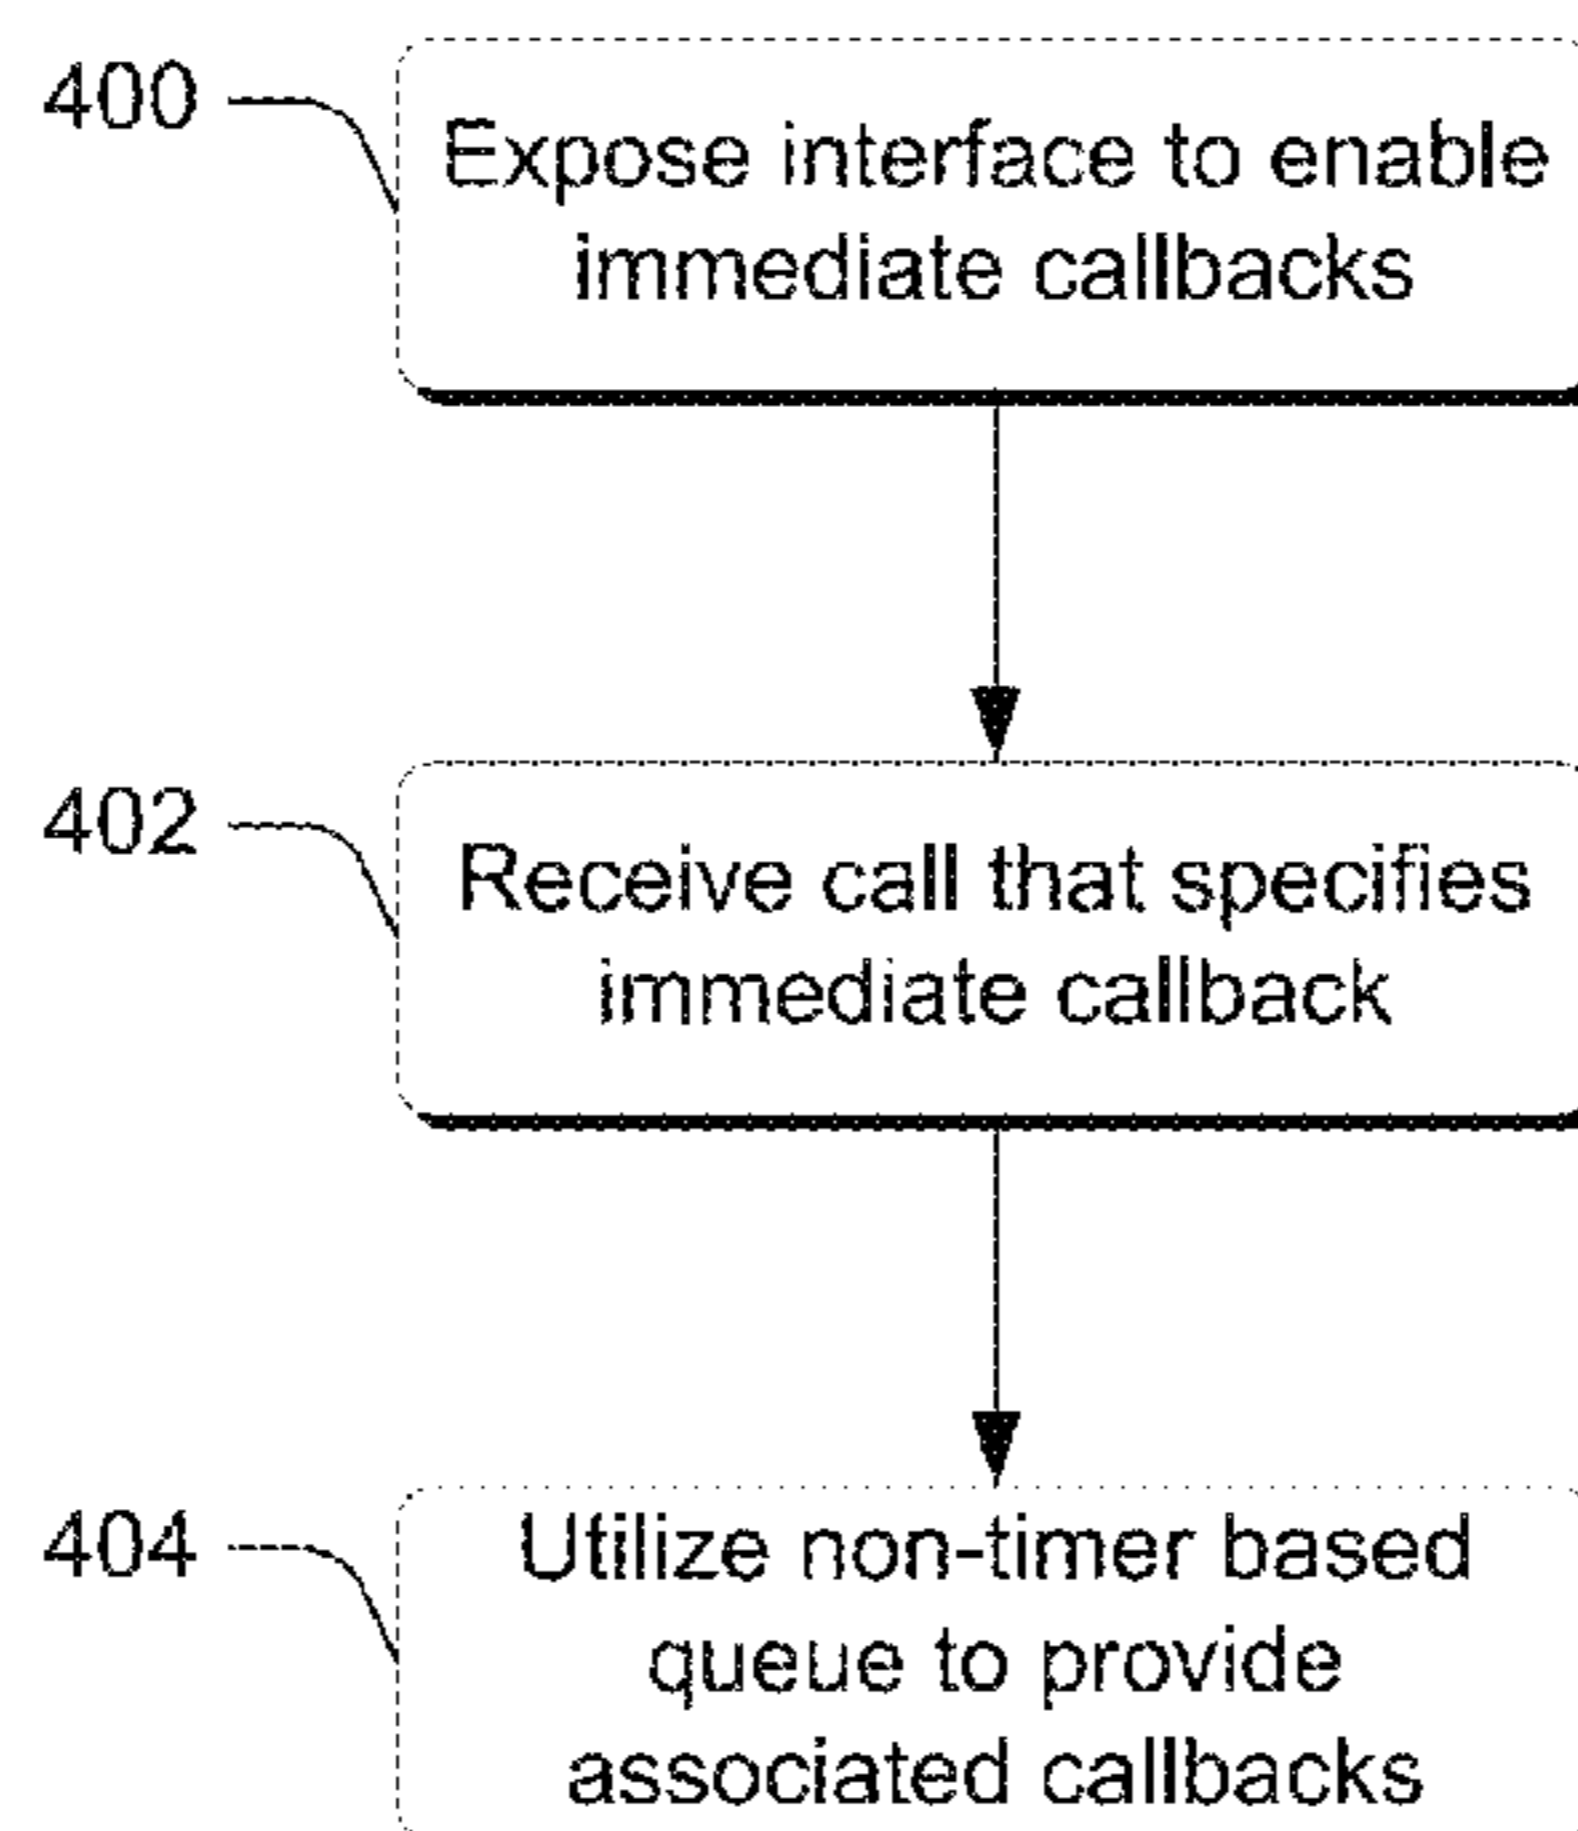 400
Expose interface to enable
immediate callbacks
402
Receive call that specifies
immediate callback
404
Utilize non-timer based
queue to provide
associated callbacks